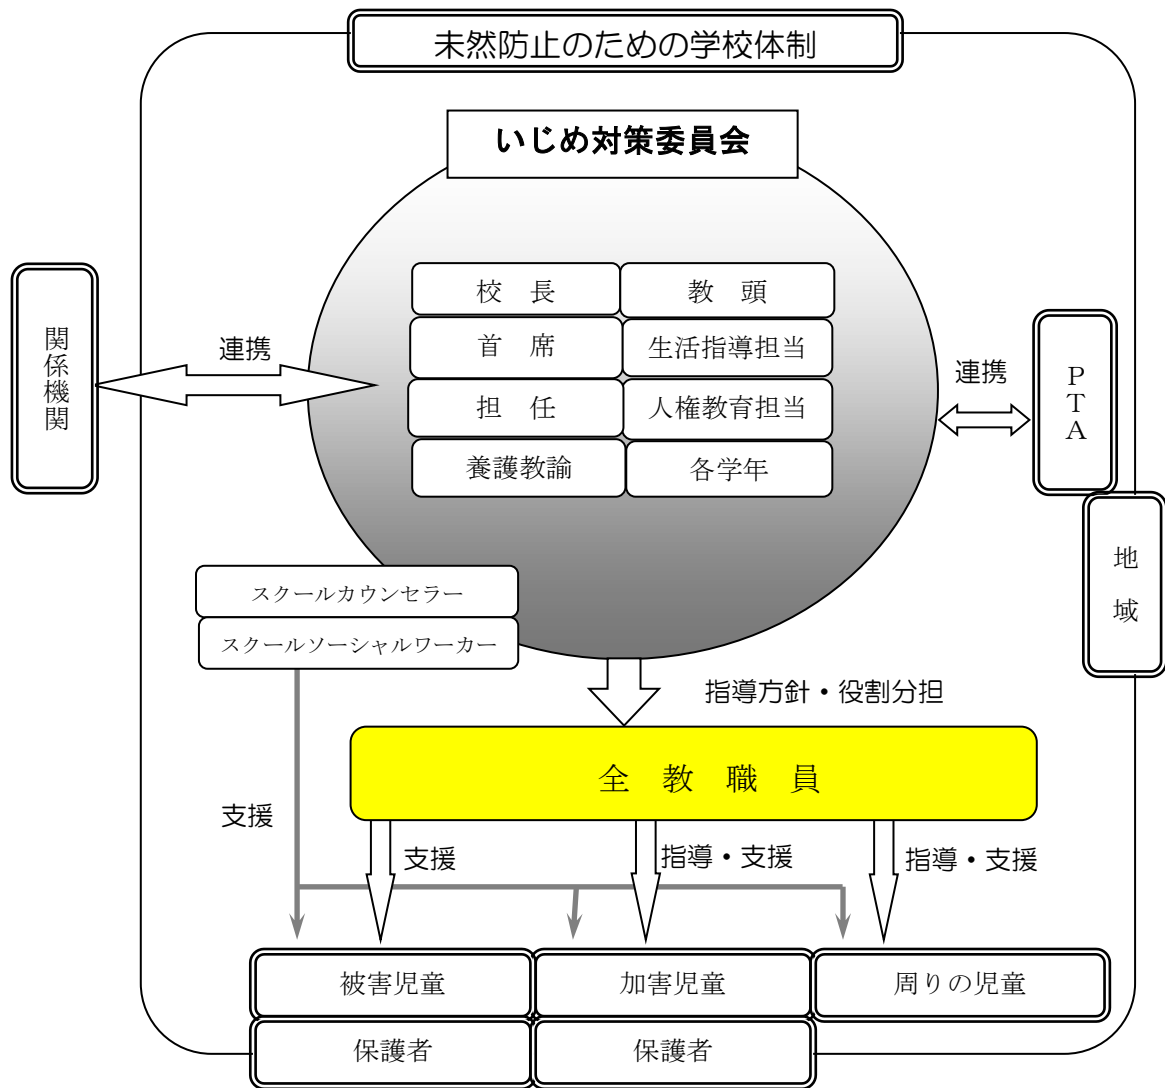 未然防止のための学校体制
いじめ対策委員会
校　長
教　頭
首　席
生活指導担当
担　任
人権教育担当
養護教諭
各学年
関係機関
連携
連携
ＰＴＡ
地域
スクールカウンセラー
スクールソーシャルワーカー
指導方針・役割分担
全　教　職　員
支援
支援
指導・支援
指導・支援
被害児童
加害児童
周りの児童
保護者
保護者